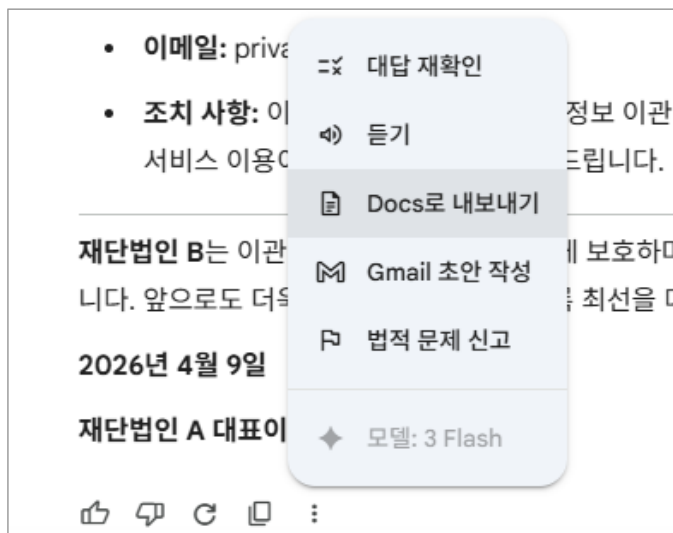 이메일: priva
대답 재확인
조치 사항: 이 정보 이관
듣기
서비스 이용 드립니다.
Docs로 내보내기
재단법인 B는 이관 보호하며
Gmail 초안 작성
니다. 앞으로도 더욱 최선을 다
법적 문제 신고
2026년 4월 9일
재단법인 A 대표이
모델: 3 Flash